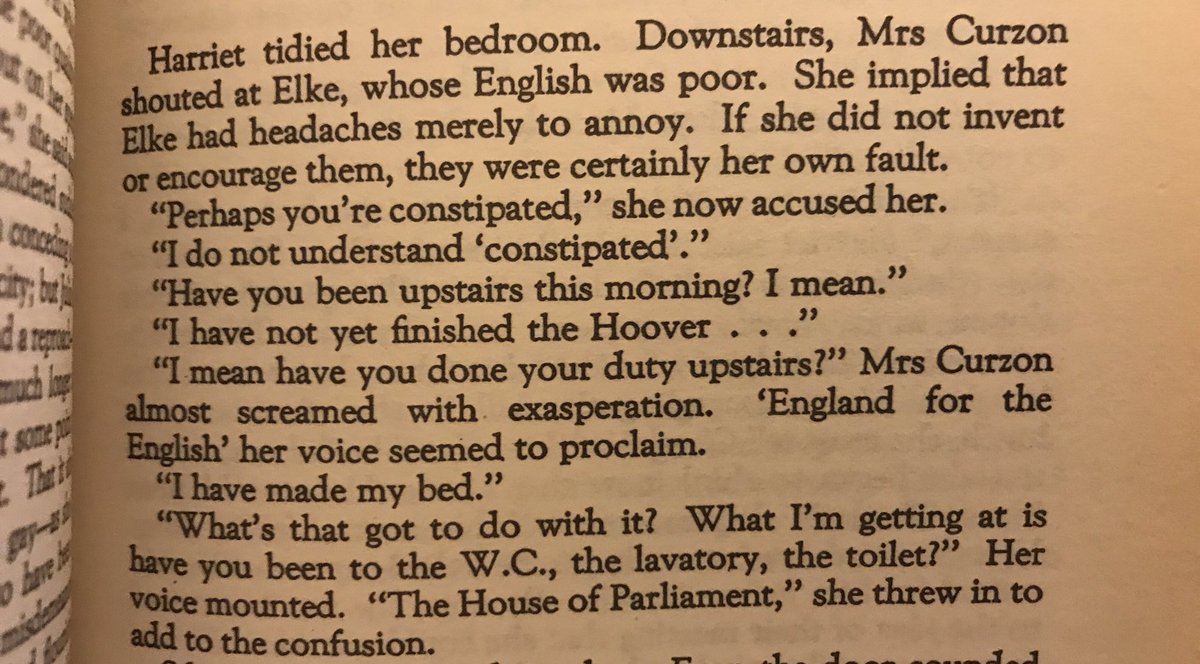 Harriet tidied her bedroom. Downstairs, Mrs Curzon
shouted at Elke, whose English was poor. She implied that
Elke had headaches merely to annoy. If she did not invent
or encourage them, they were certainly her own fault.
“Perhaps you’re constipated,” she now accused her.
“I do not understand ‘constipated’.”
“Have you been upstairs this morning? I mean.”
“I have not yet finished the Hoover . . .”
“I mean have you done your duty upstairs?” Mrs Curzon
almost screamed with exasperation. ‘England for the
English’ her voice seemed to proclaim.
“I have made my bed.”
“What’s that got to do with it? What I’m getting at is
have you been to the W.C., the lavatory, the toilet?” Her
voice mounted. “The House of Parliament,” she threw in to
add to the confusion.